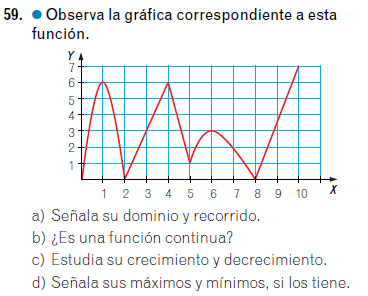 59. ● Observa la gráfica correspondiente a esta
función.
Y
7
6
5
4
3
2
1
1 2 3 4 5 6 7 8 9 10 X
a) Señala su dominio y recorrido.
b) ¿Es una función continua?
c) Estudia su crecimiento y decrecimiento.
d) Señala sus máximos y mínimos, si los tiene.